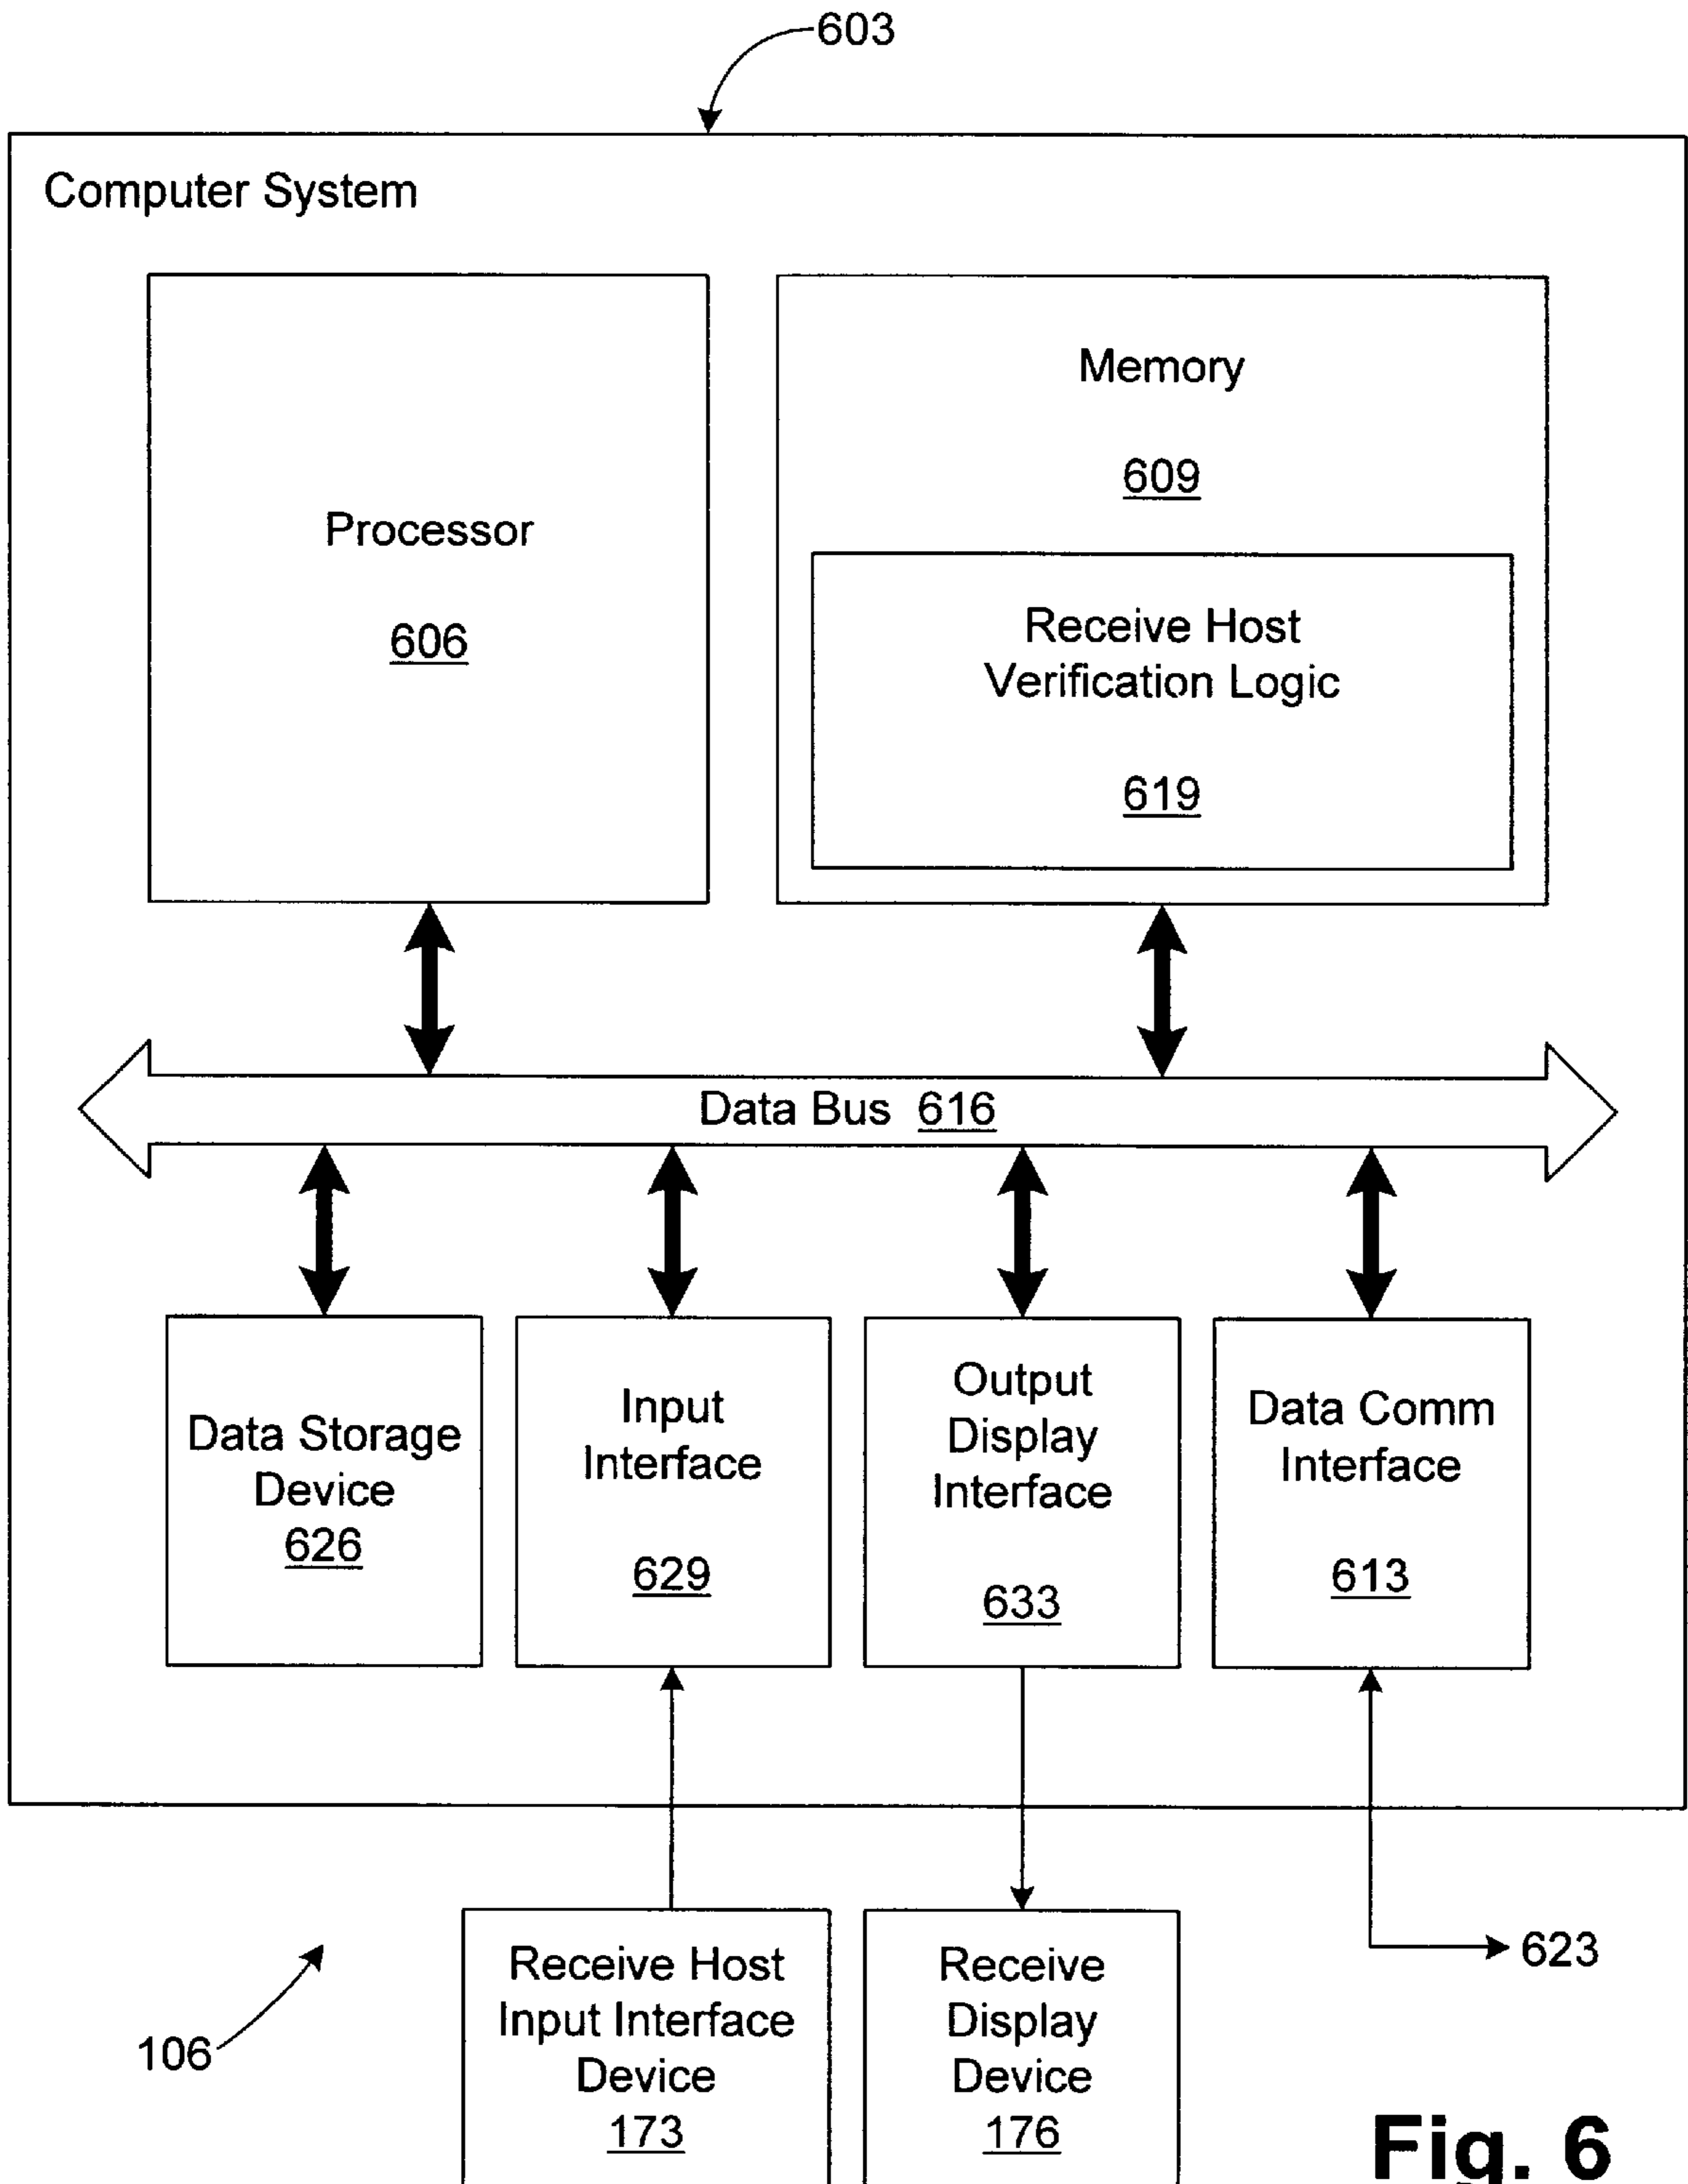 603
Computer System
Processor
606
Memory
609
Receive Host
Verification Logic
619
Data Bus 616
Data Storage
Device
626
Input
Interface
629
Output
Display
Interface
633
Data Comm
Interface
613
623
106
Receive Host
Input Interface
Device
173
Receive
Display
Device
176
Fig. 6